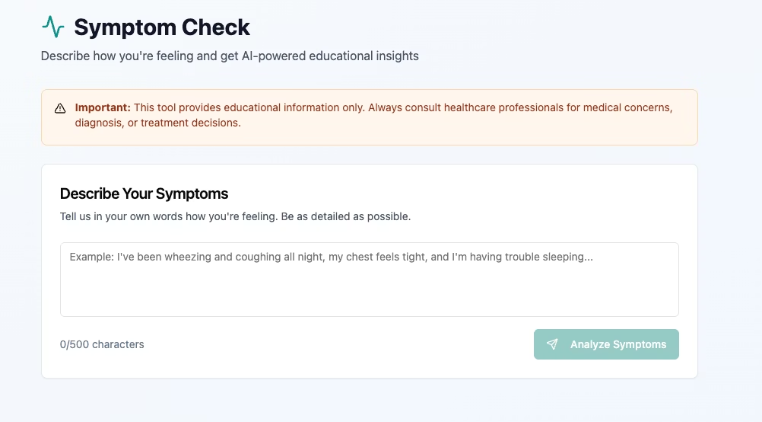 Symptom Check
Describe how you're feeling and get AI-powered educational insights
Important: This tool provides educational information only. Always consult healthcare professionals for medical concerns,
diagnosis, or treatment decisions.
Describe Your Symptoms
Tell us in your own words how you're feeling. Be as detailed as possible.
Example: I've been wheezing and coughing all night, my chest feels tight, and I'm having trouble sleeping...
0/500 characters
Analyze Symptoms